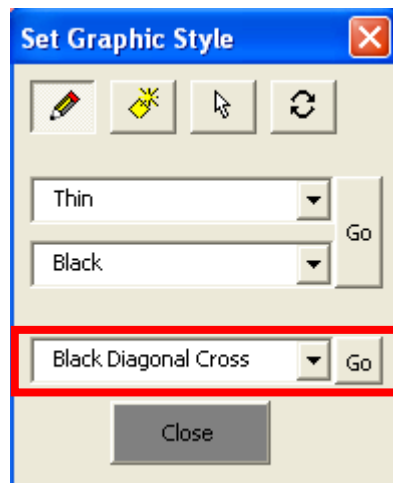 Set Graphic Style
Thin
Go
Black
Black Diagonal Cross
Go
Close